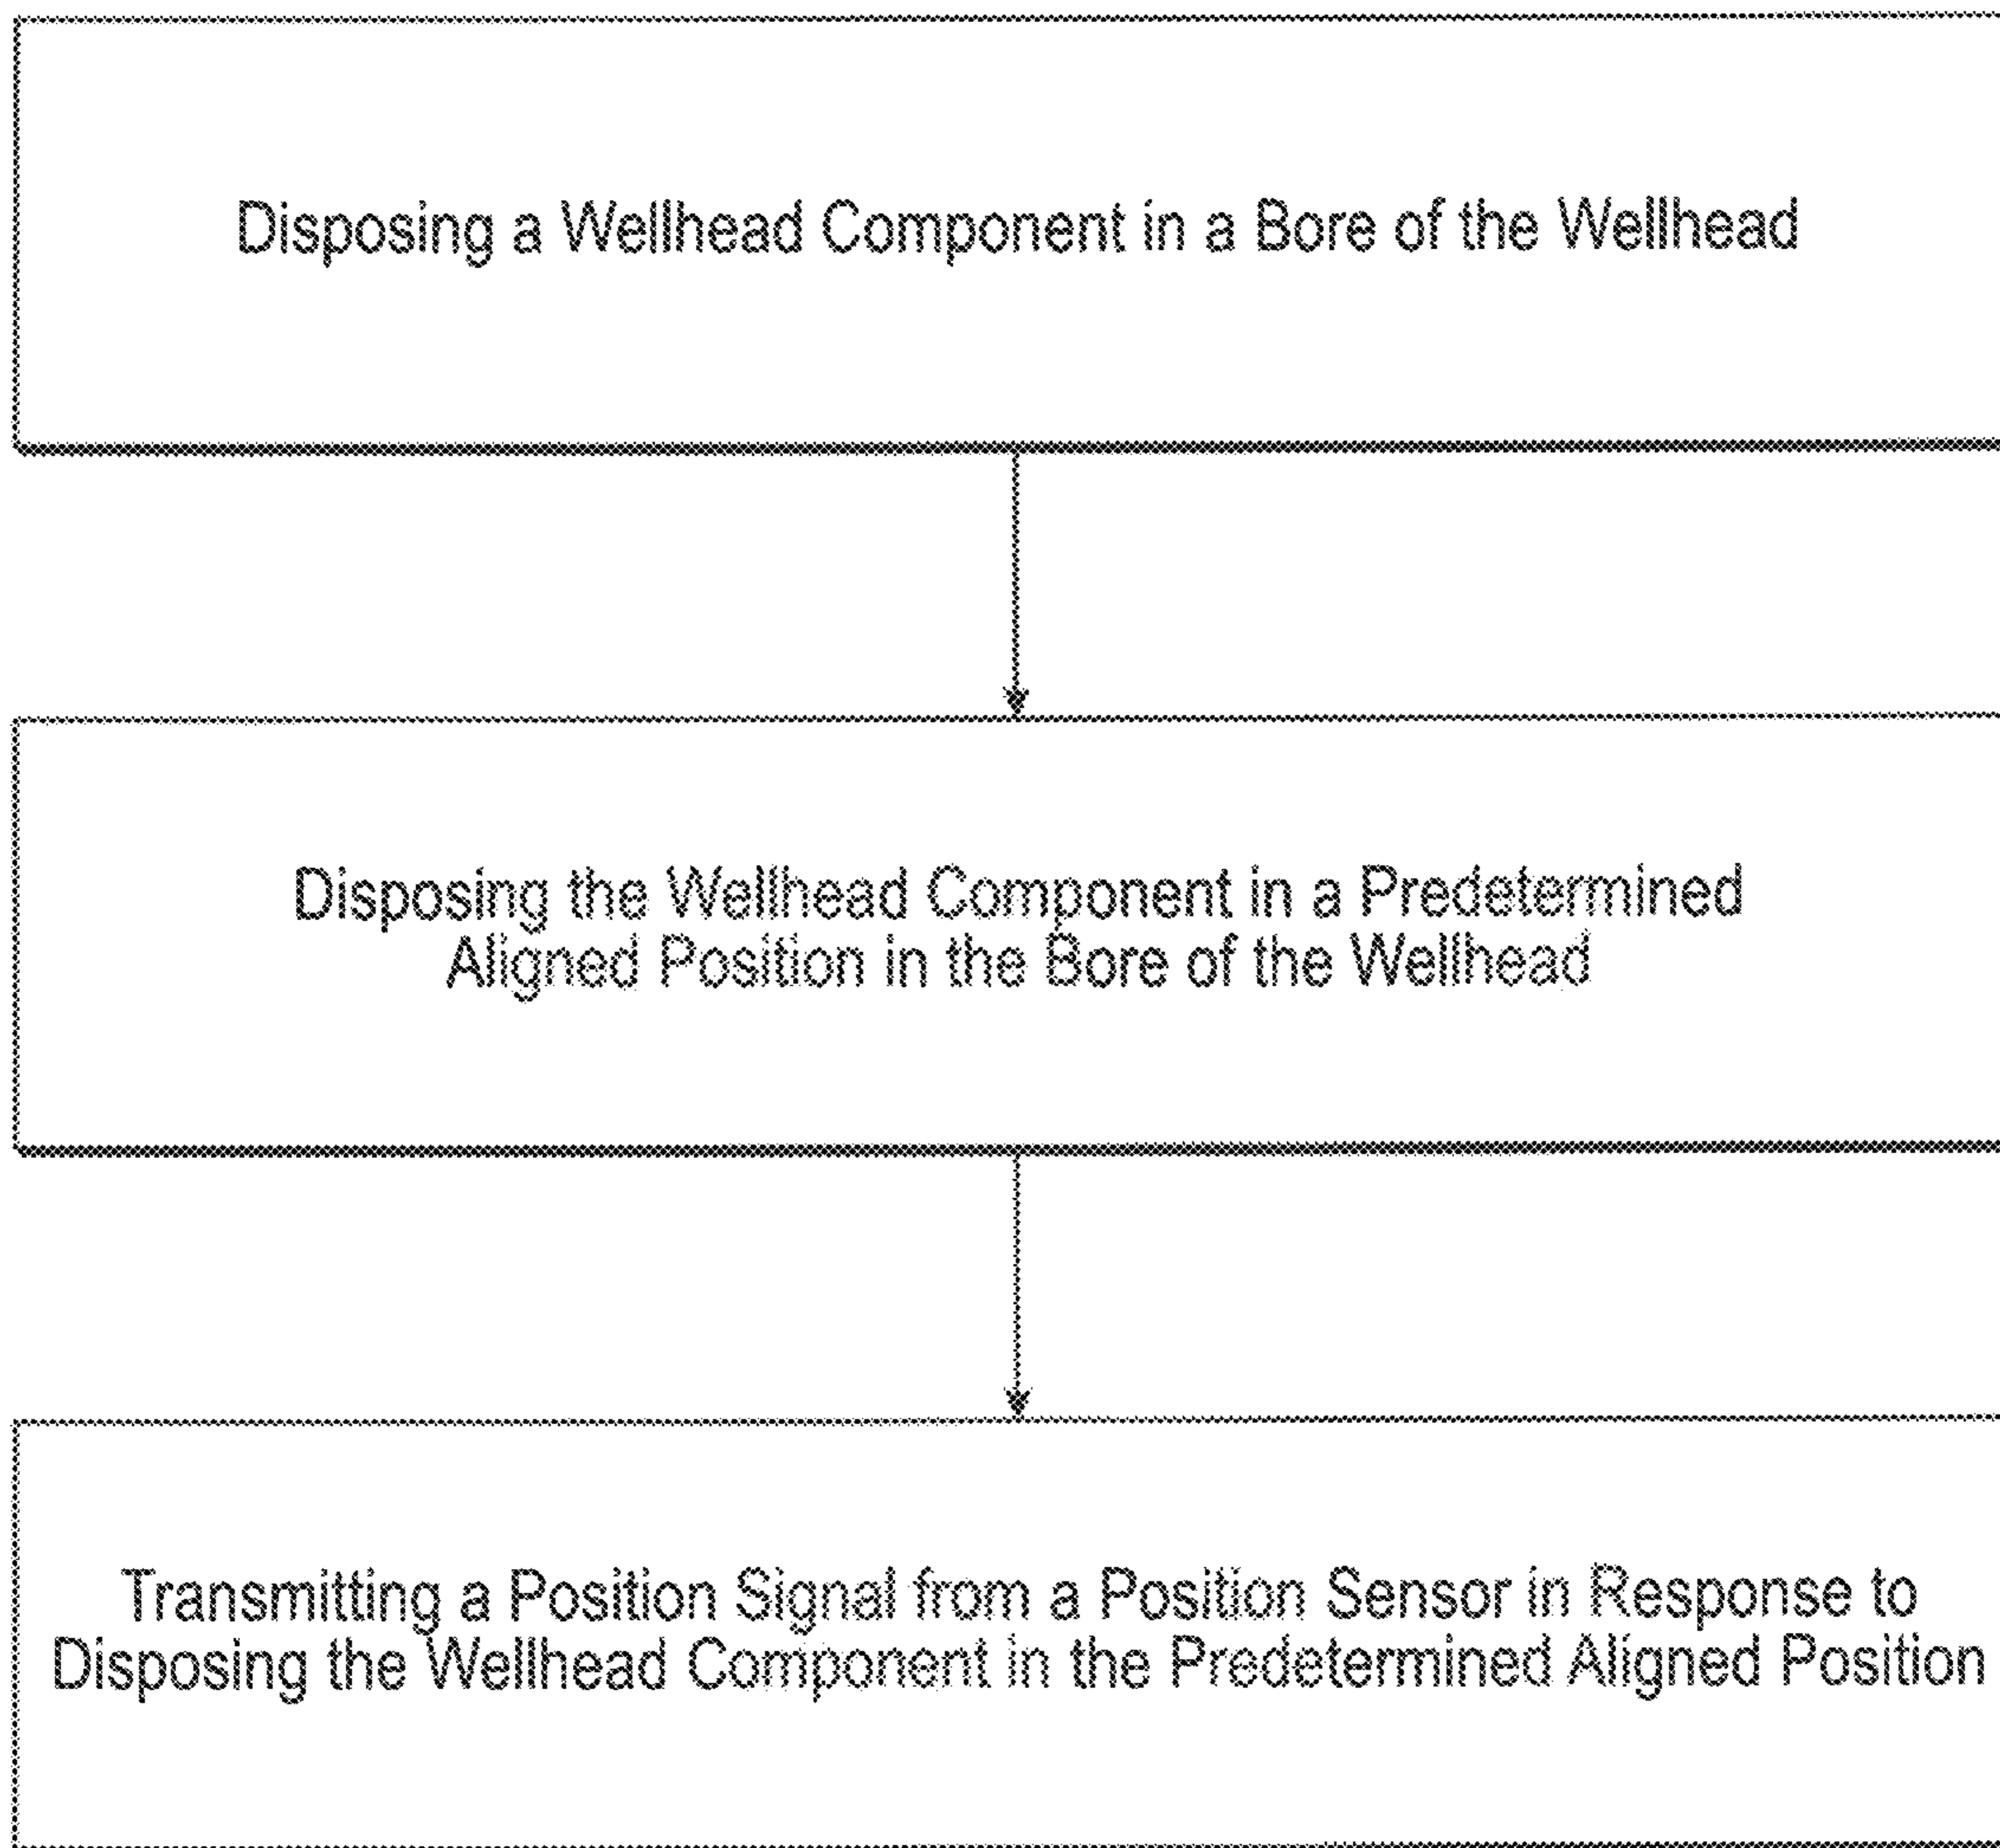 Disposing a Wellhead Component in a Bore of the Wellhead
Disposing the Wellhead Component in a Predetermined
Aligned Position in the Bore of the Wellhead
Transmitting a Position Signal from a Position Sensor in Response to
Disposing the Wellhead Component in the Predetermined Aligned Position